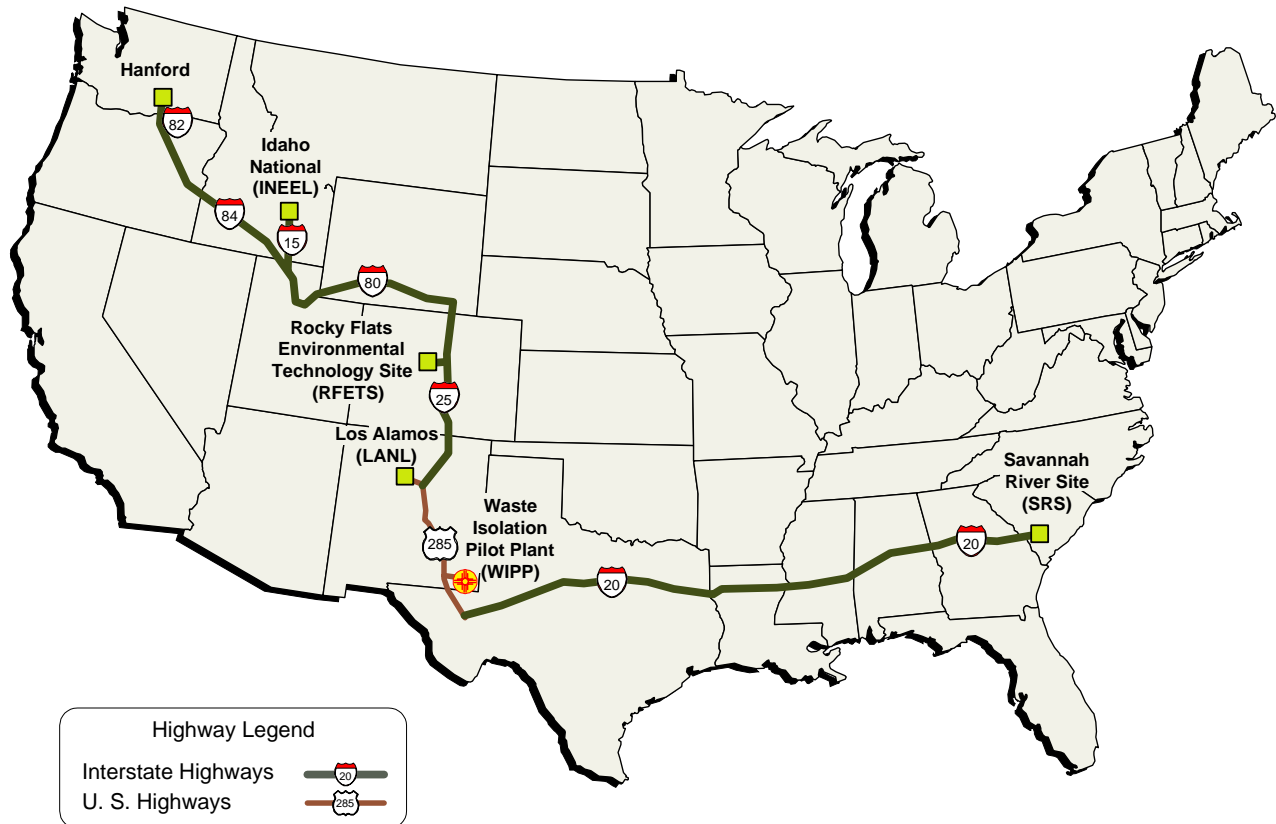 Hanford
82
Idaho
National
(INEEL)
84
15
80
Rocky Flats
Environmental
Technology Site
(RFETS)
25
Los Alamos
(LANL)
Waste
Isolation
Pilot Plant
(WIPP)
285
20
Savannah
River Site
(SRS)
20
Highway Legend
Interstate Highways 20
U. S. Highways 285